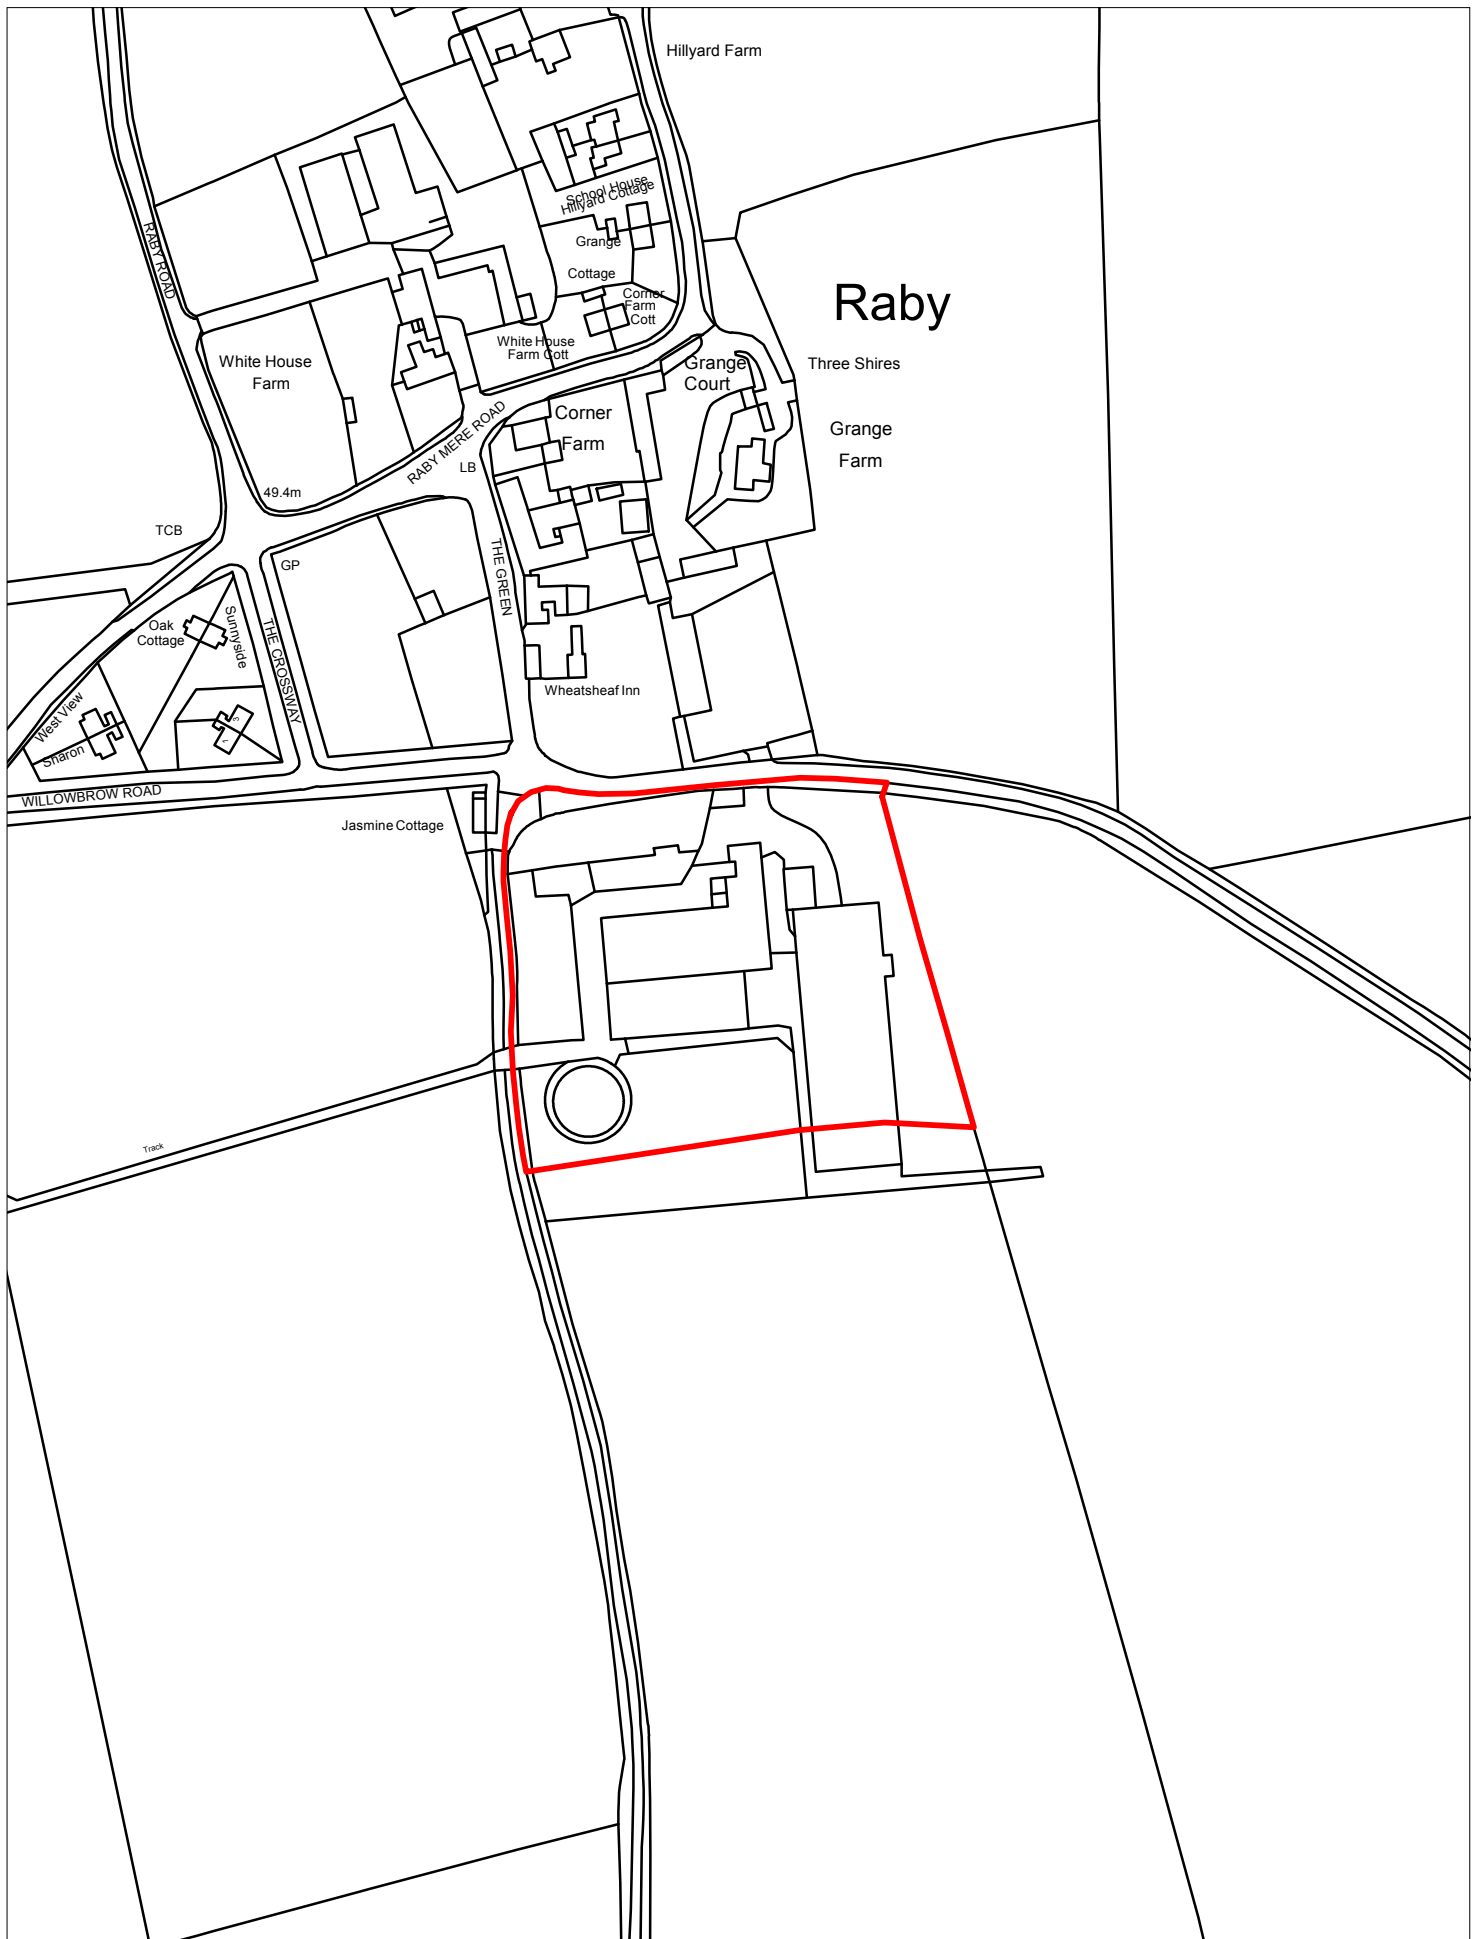 Hillyard Farm
School House
Hillyard Cottage
RABY ROAD
Grange
Cottage
Corner
Farm
Cott
Raby
White House
Farm Cott
White House
Farm
Grange
Court
Three Shires
Corner
Farm
Grange
Farm
RABY MERE ROAD
LB
49.4m
TCB
GP
THE GREEN
Oak
Cottage
Sunnyside
THE CROSSWAY
Wheatsheaf Inn
West View
Sharon
3
1
WILLOWBROW ROAD
Jasmine Cottage
Track